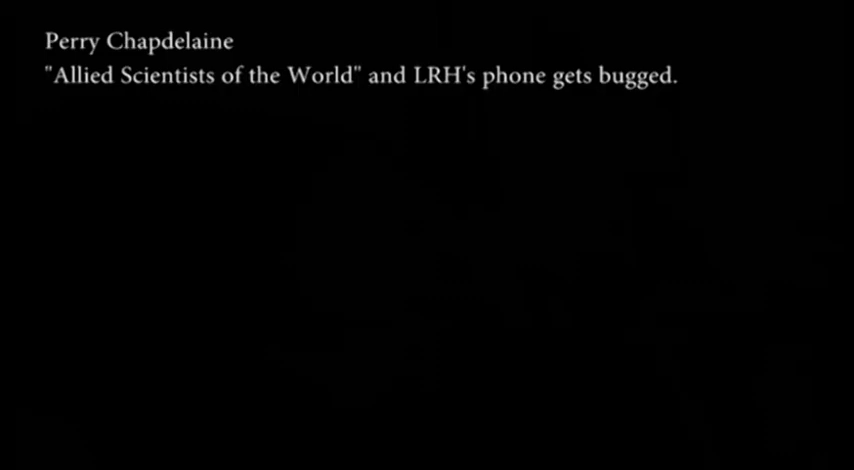 Perry Chapdelaine
"Allied Scientists of the World" and LRH's phone gets bugged.